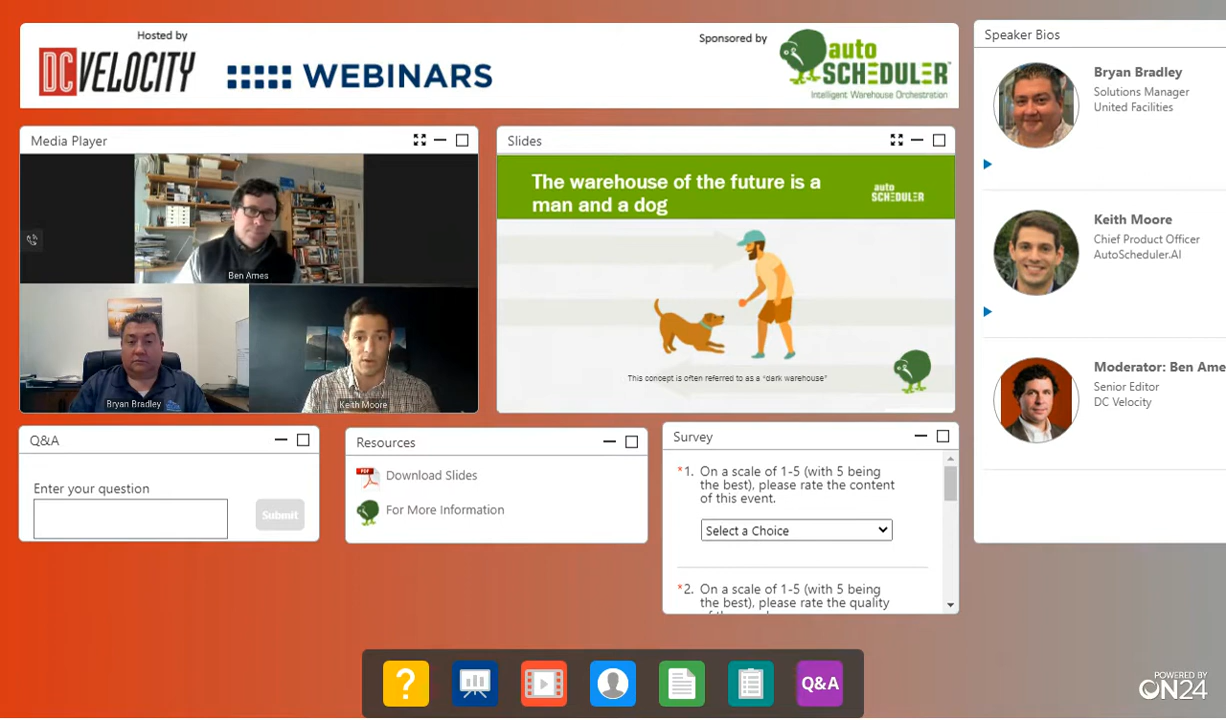 Hosted by
DCVELOCITY
WEBINARS
Sponsored by
auto
SCHEDULER
Intelligent Warehouse Orchestration
Media Player
Ben Ames
Bryan Bradley
Keith Moore
Slides
The warehouse of the future is a
man and a dog
auto
SCHEDULER
This concept is often referred to as a "dark warehouse"
Speaker Bios
Bryan Bradley
Solutions Manager
United Facilities
Keith Moore
Chief Product Officer
AutoScheduler.AI
Moderator: Ben Ame
Senior Editor
DC Velocity
Q&A
Enter your question
Submit
Resources
PDF
Download Slides
For More Information
Survey
*1. On a scale of 1-5 (with 5 being
the best), please rate the content
of this event.
Select a Choice
*2. On a scale of 1-5 (with 5 being
the best), please rate the quality
?
Q&A
POWERED BY
ON24